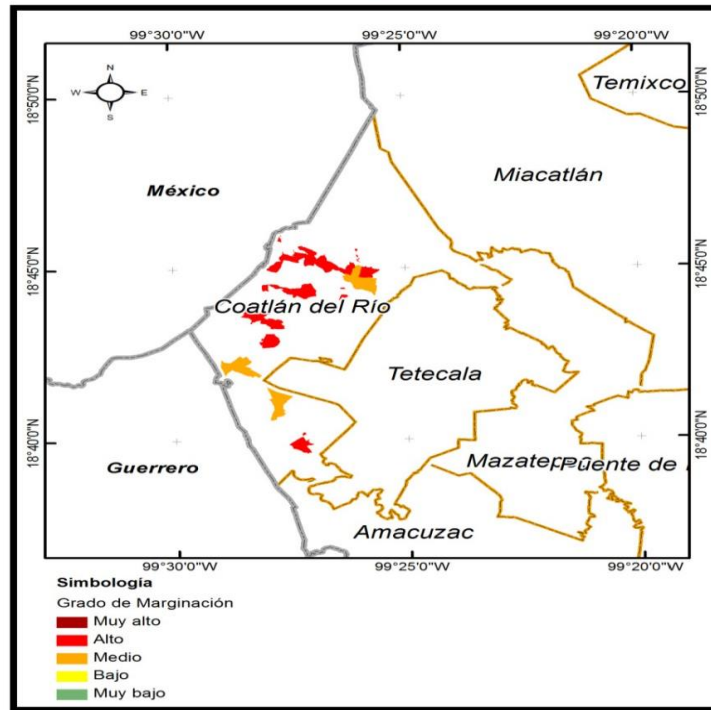 99°30'0"W 99°25'0"W 99°20'0"W
Temixco
18°50'0"N 18°50'0"N
N
W E
S
México
Miacatlán
18°45'0"N 18°45'0"N
Coatlán del Río
Tetecala
18°40'0"N 18°40'0"N
Guerrero
Puente de
Amacuzac
99°30'0"W 99°25'0"W 99°20'0"W
Simbología
Grado de Marginación
Muy alto
Alto
Medio
Bajo
Muy bajo